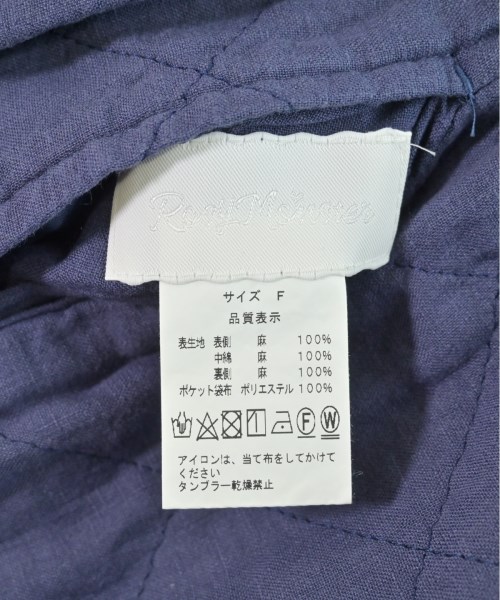 サイズ F
品質表示
表生地 表側 麻 100%
中綿 麻 100%
裏側 麻 100%
ポケット袋布 ポリエステル 100%
F W
アイロンは、当て布をしてかけて
ください
タンブラー乾燥禁止